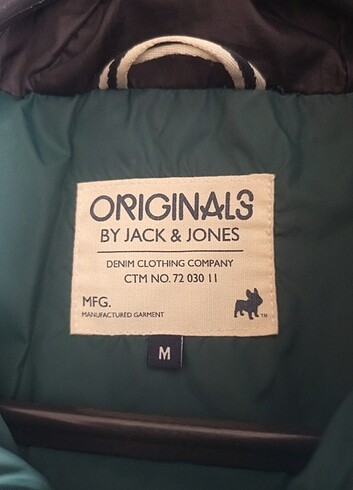 ORIGINALS
BY JACK & JONES
DENIM CLOTHING COMPANY
CTM NO. 72 030 11
MFG.
MANUFACTURED GARMENT
TM
M